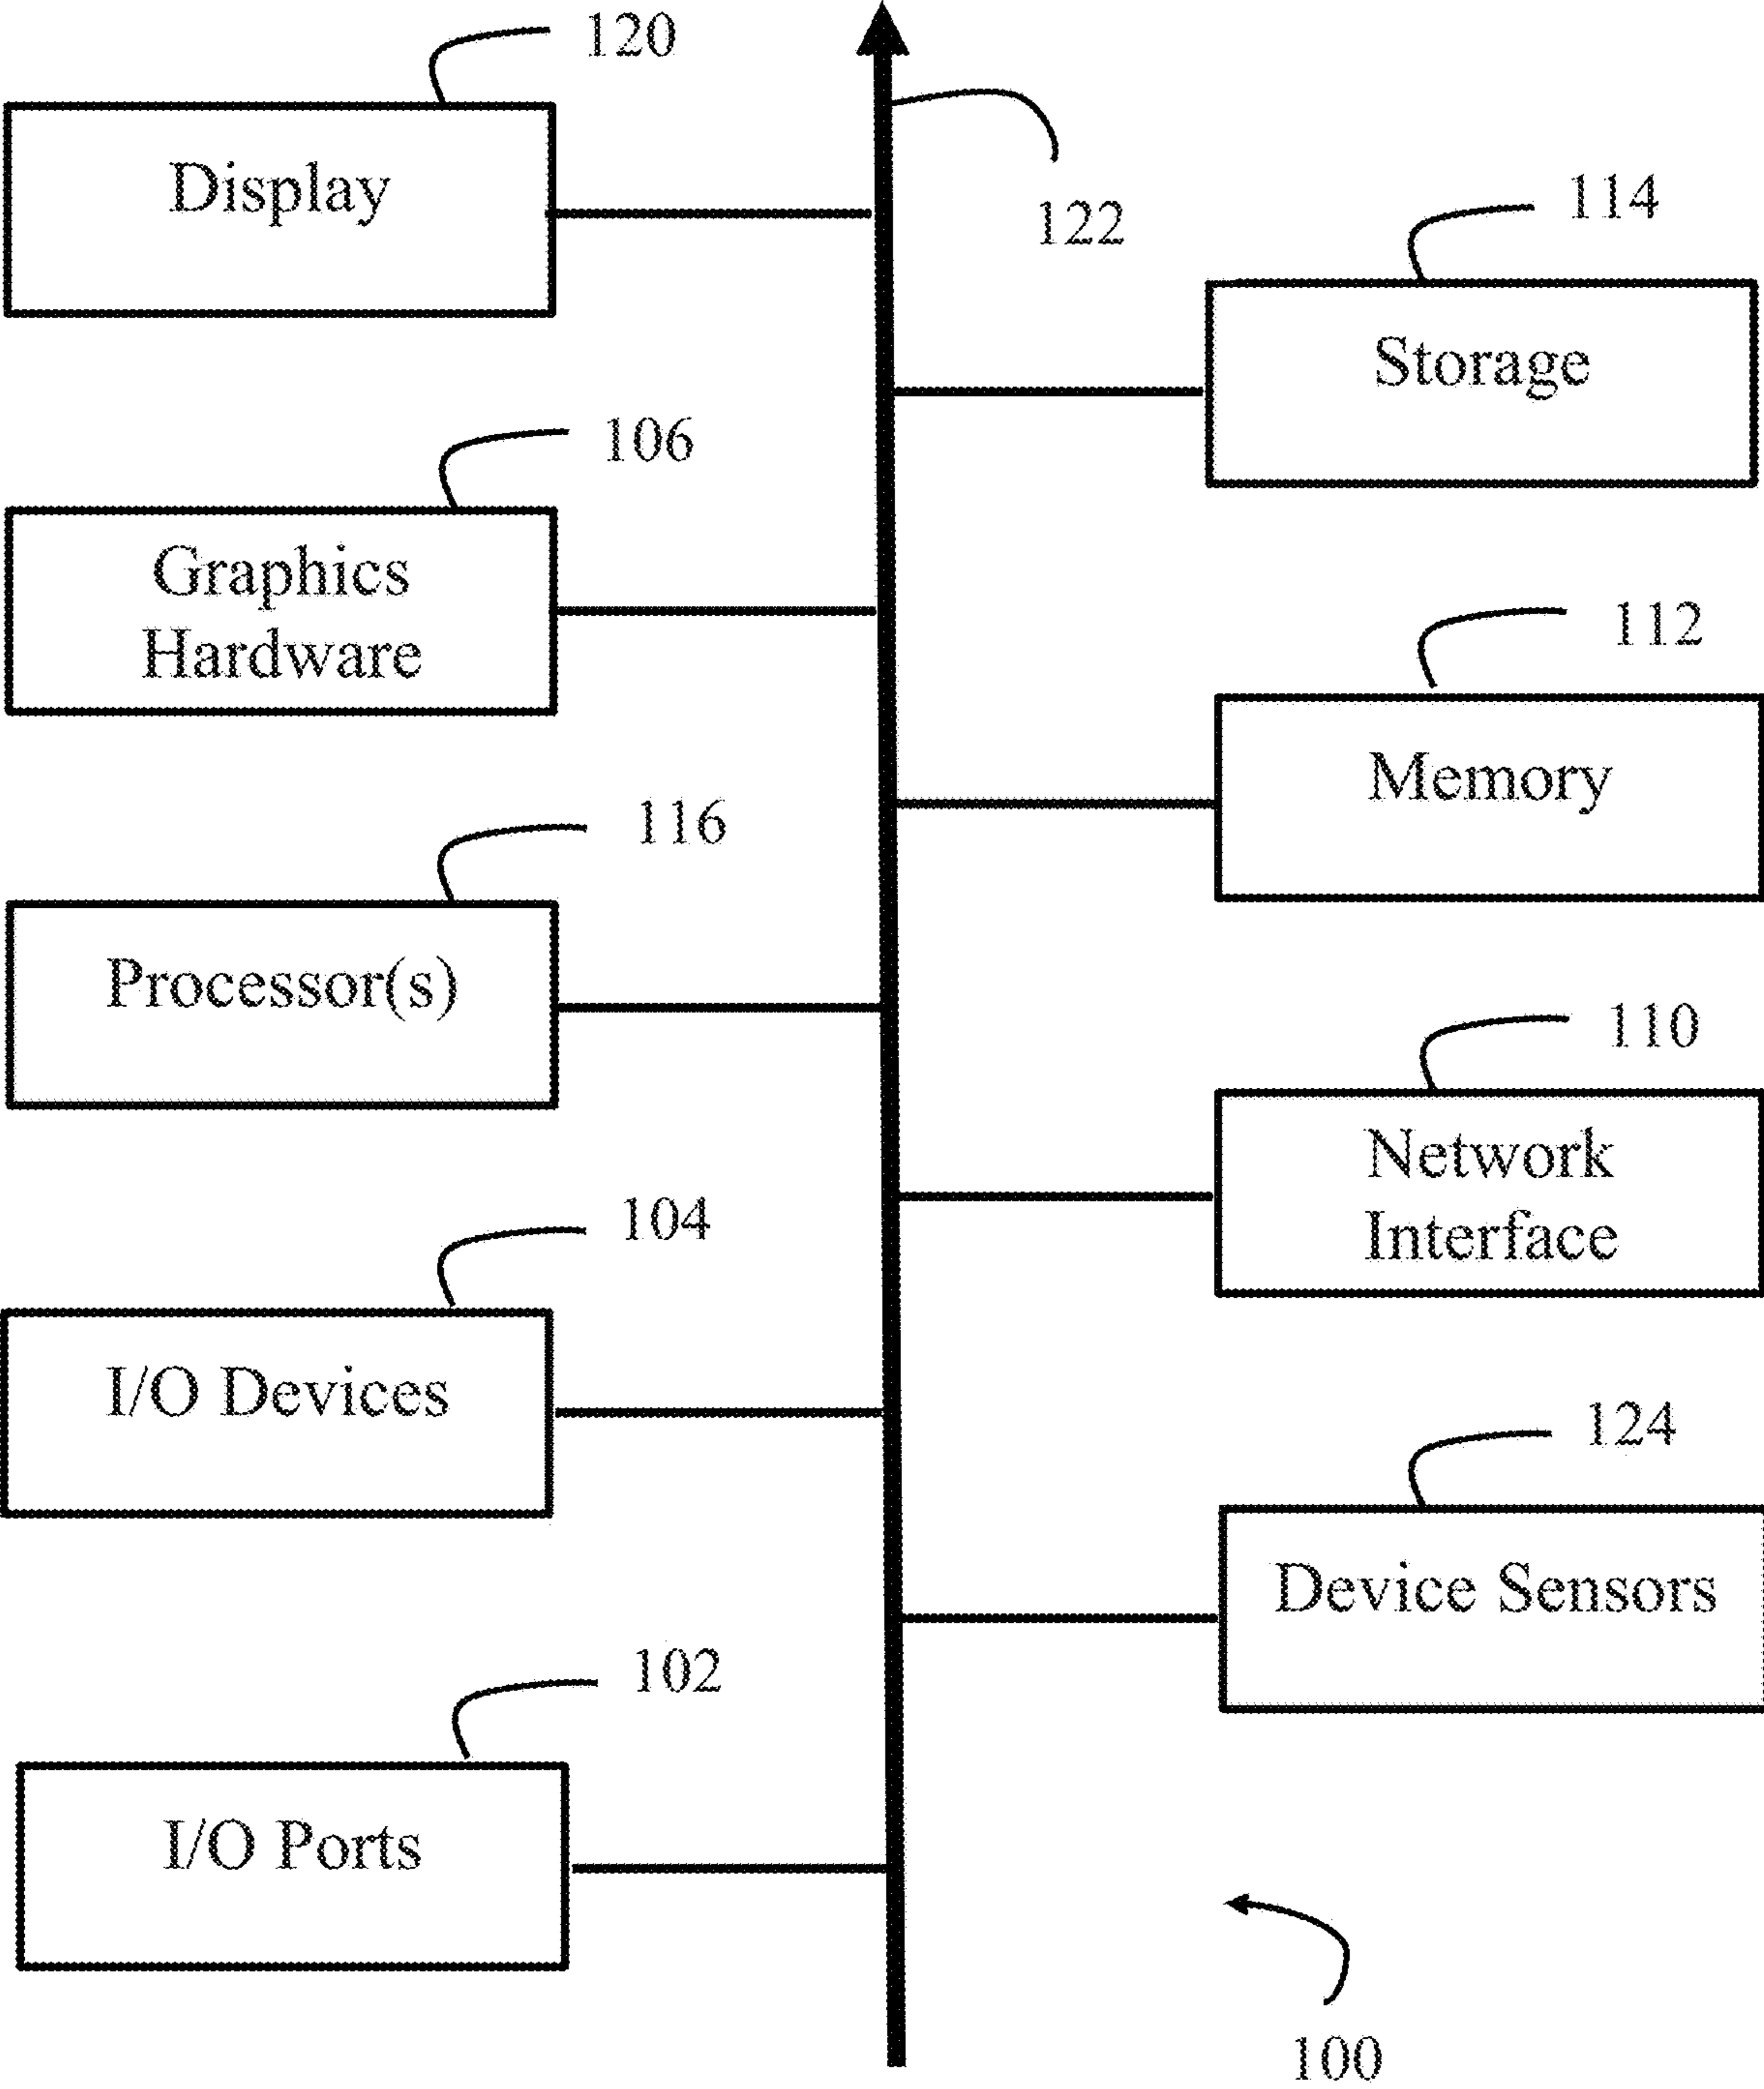 120
Display
122
114
Storage
106
Graphics
Hardware
112
Memory
116
Processor(s)
110
Network
Interface
104
I/O Devices
124
Device Sensors
102
I/O Ports
100